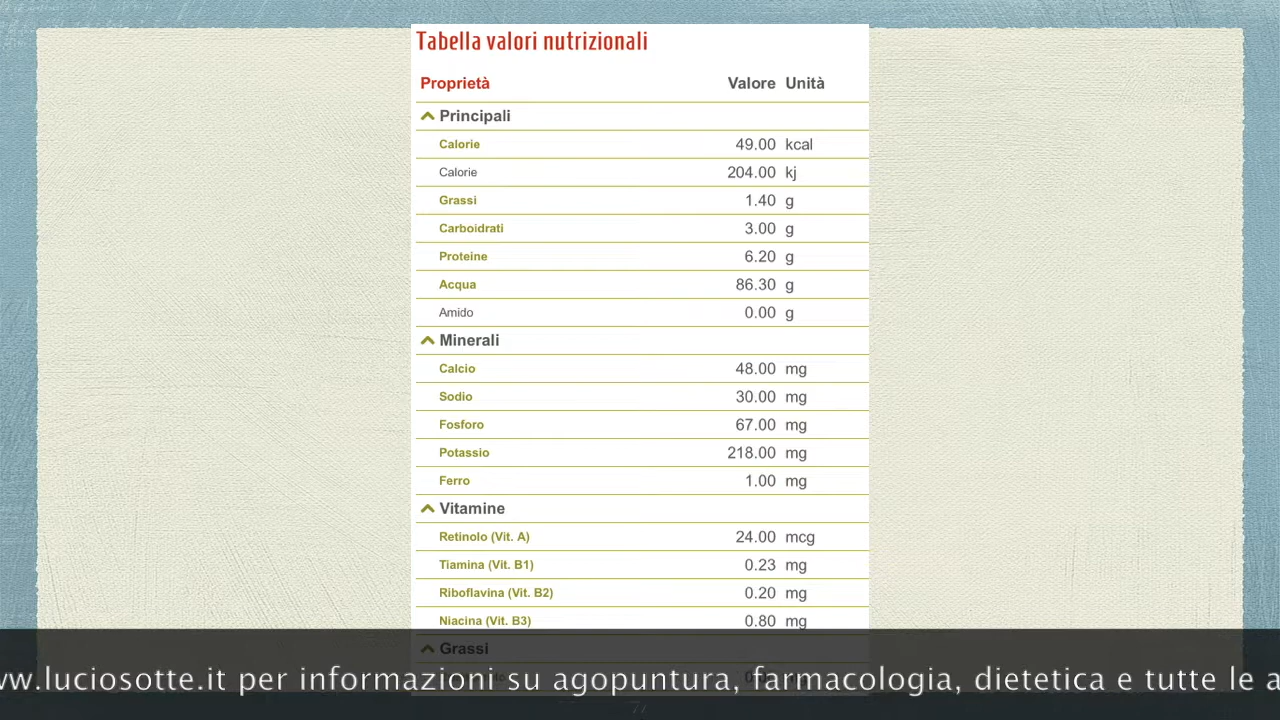 Tabella valori nutrizionali
Proprietà Valore Unità
Principali
Calorie 49.00 kcal
Calorie 204.00 kj
Grassi 1.40 g
Carboidrati 3.00 g
Proteine 6.20 g
Acqua 86.30 g
Amido 0.00 g
Minerali
Calcio 48.00 mg
Sodio 30.00 mg
Fosforo 67.00 mg
Potassio 218.00 mg
Ferro 1.00 mg
Vitamine
Retinolo (Vit. A) 24.00 mcg
Tiamina (Vit. B1) 0.23 mg
Riboflavina (Vit. B2) 0.20 mg
Niacina (Vit. B3) 0.80 mg
Grassi
ww.luciosotte.it per informazioni su agopuntura, farmacologia, dietetica e tutte le a